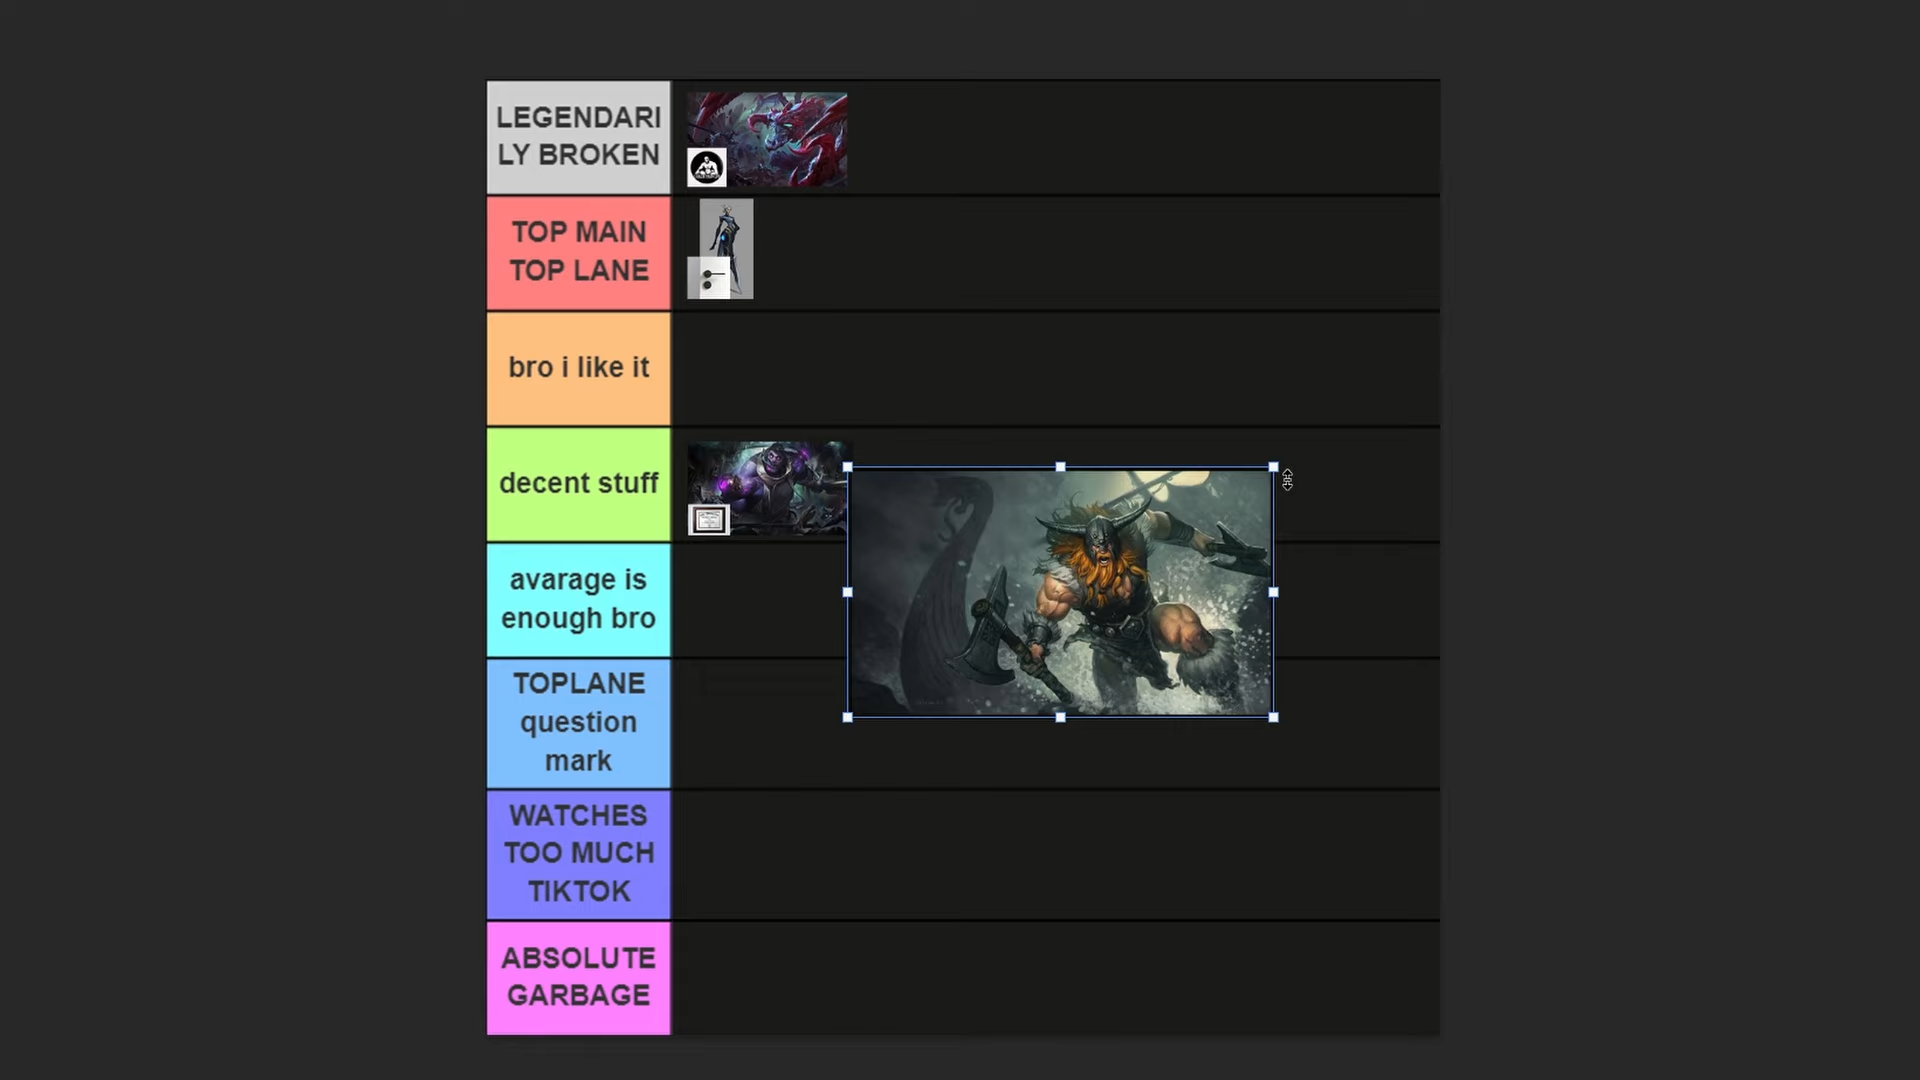 LEGENDARI
LY BROKEN
TOP MAIN
TOP LANE
bro i like it
decent stuff
avarage is
enough bro
TOPLANE
question
mark
WATCHES
TOO MUCH
TIKTOK
ABSOLUTE
GARBAGE